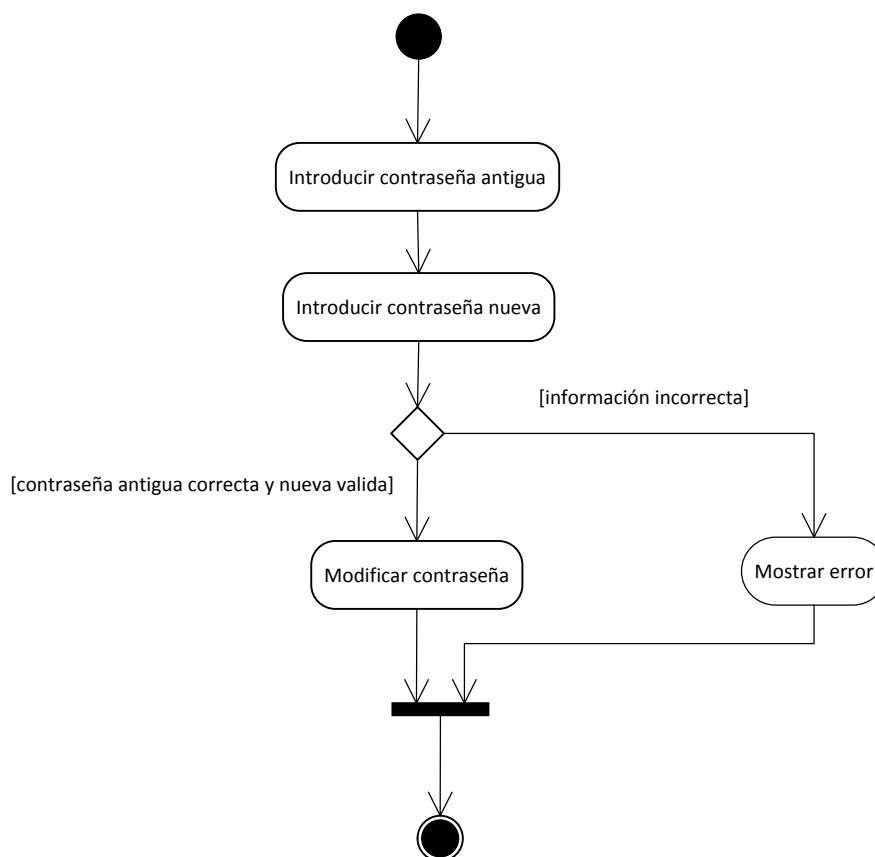 Introducir contraseña antigua
Introducir contraseña nueva
[información incorrecta]
[contraseña antigua correcta y nueva valida]
Modificar contraseña
Mostrar error